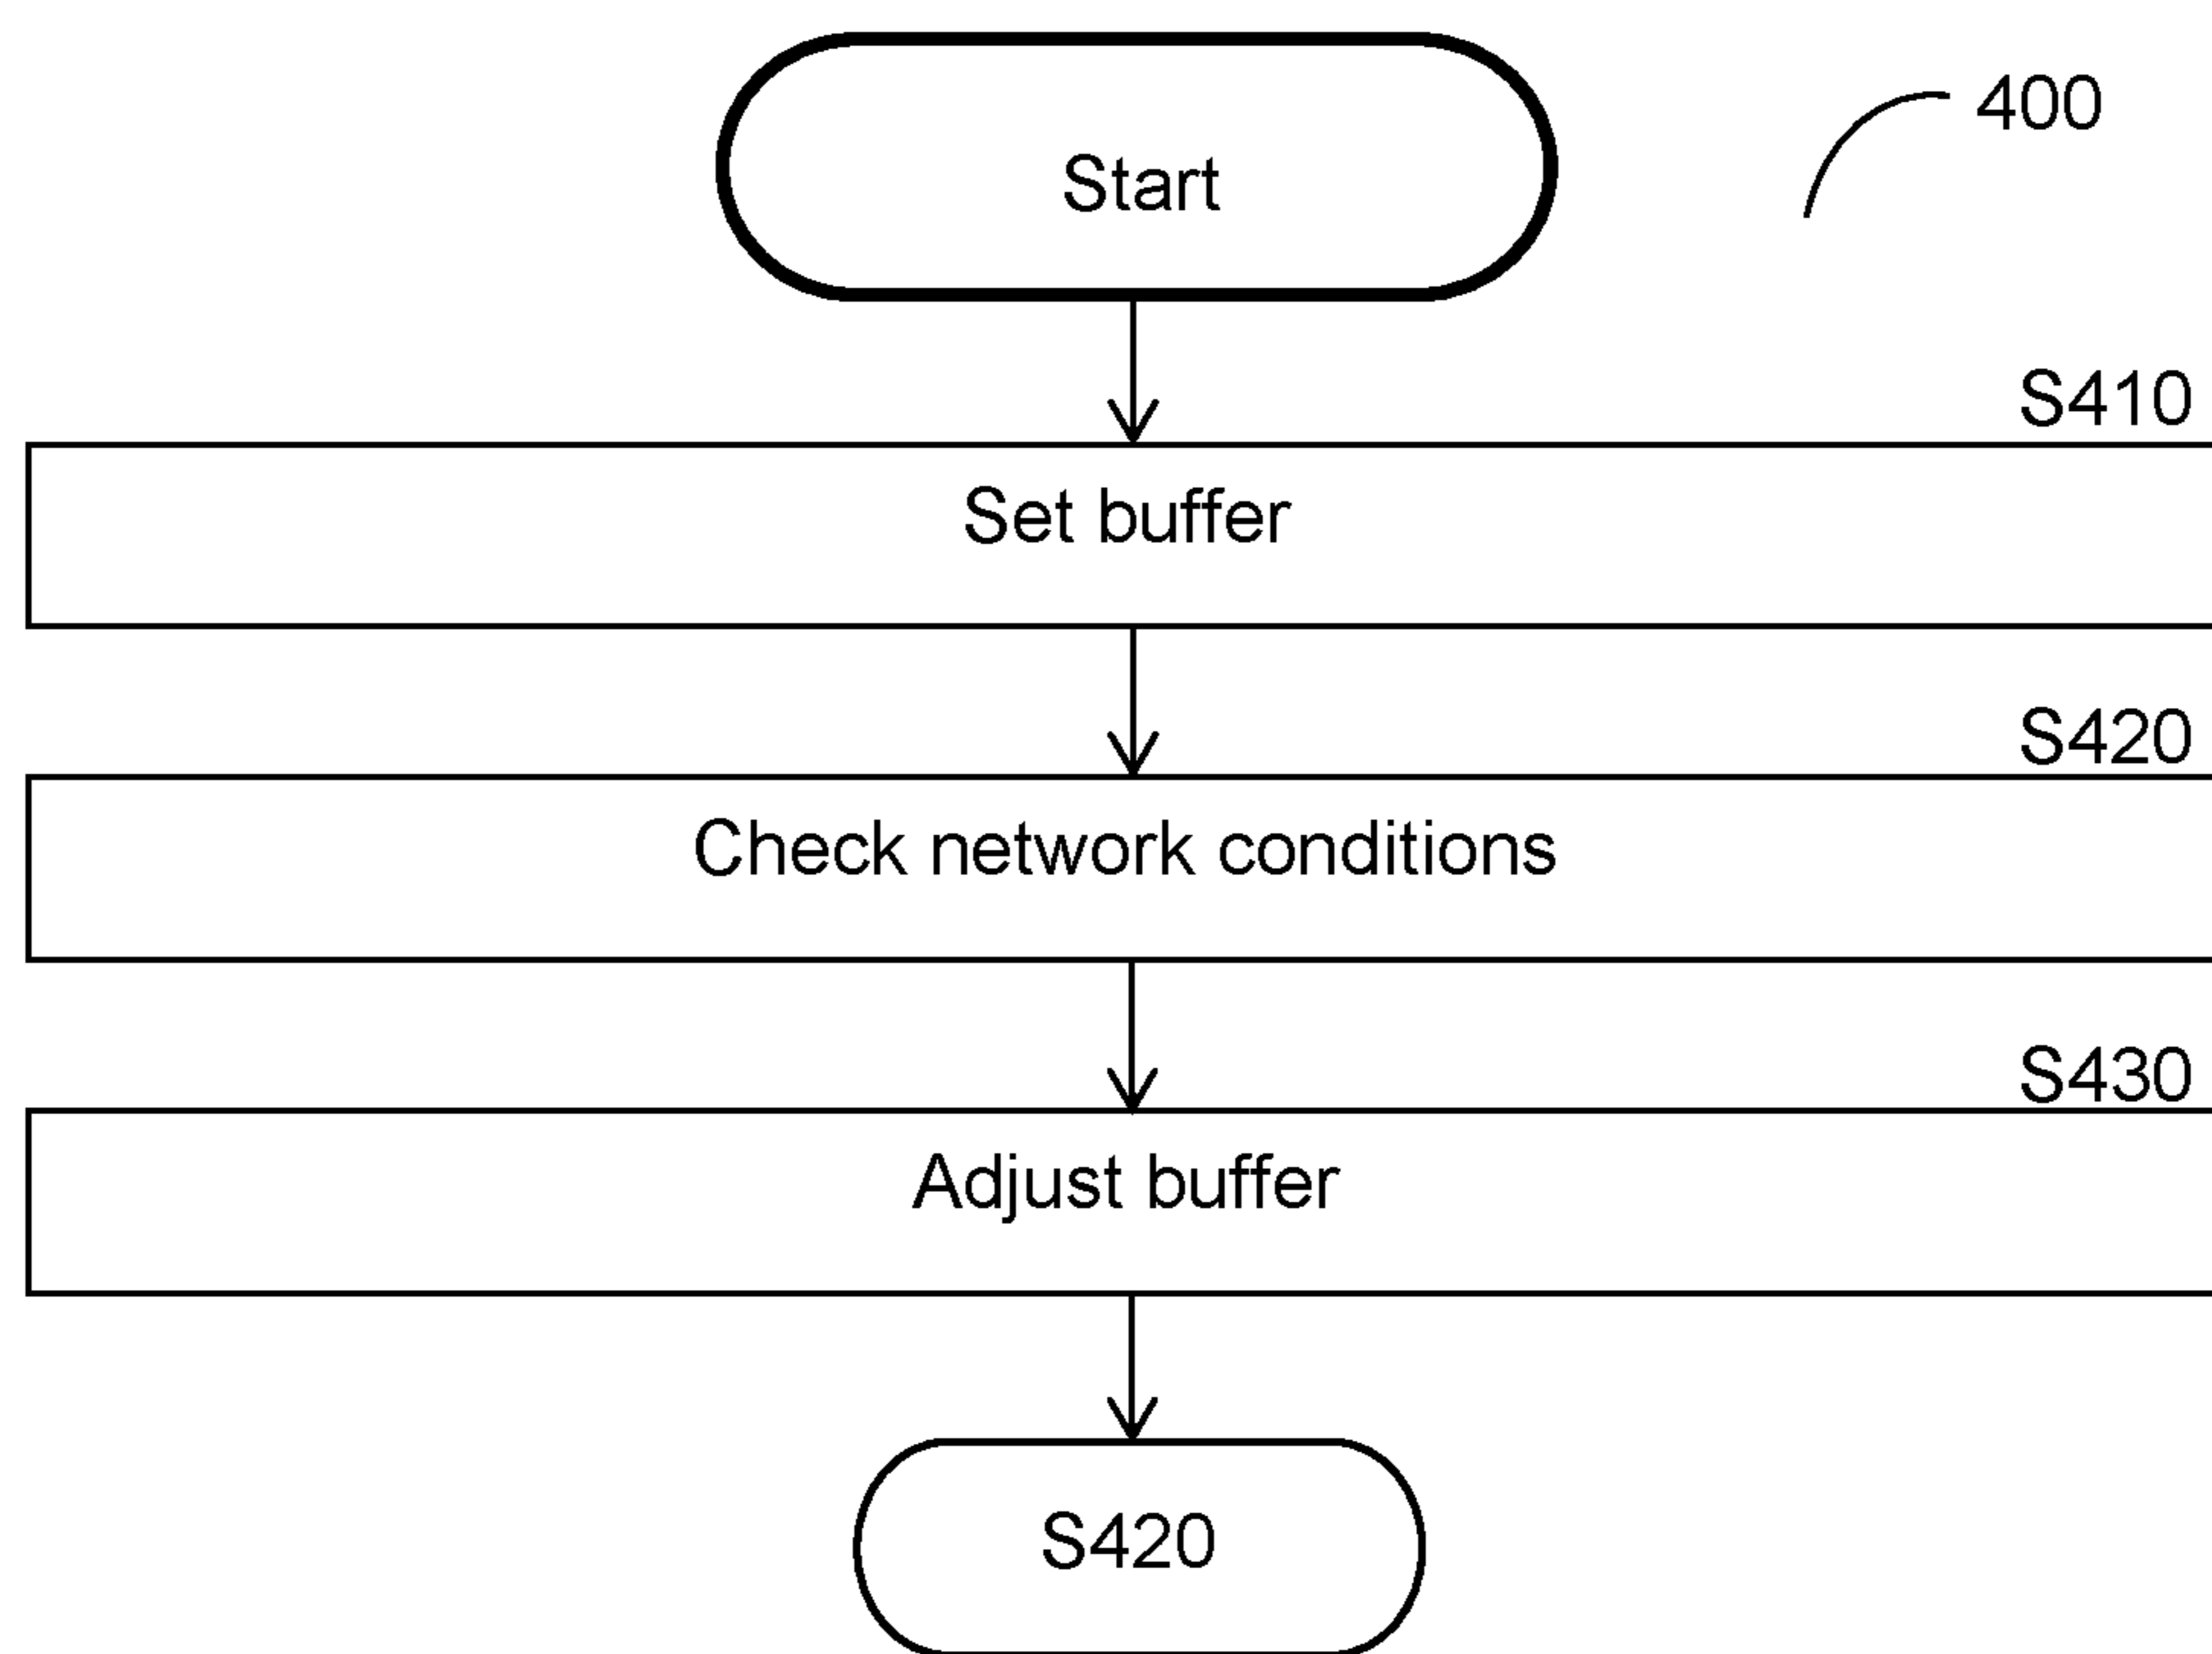 Start
400
S410
Set buffer
S420
Check network conditions
S430
Adjust buffer
S420